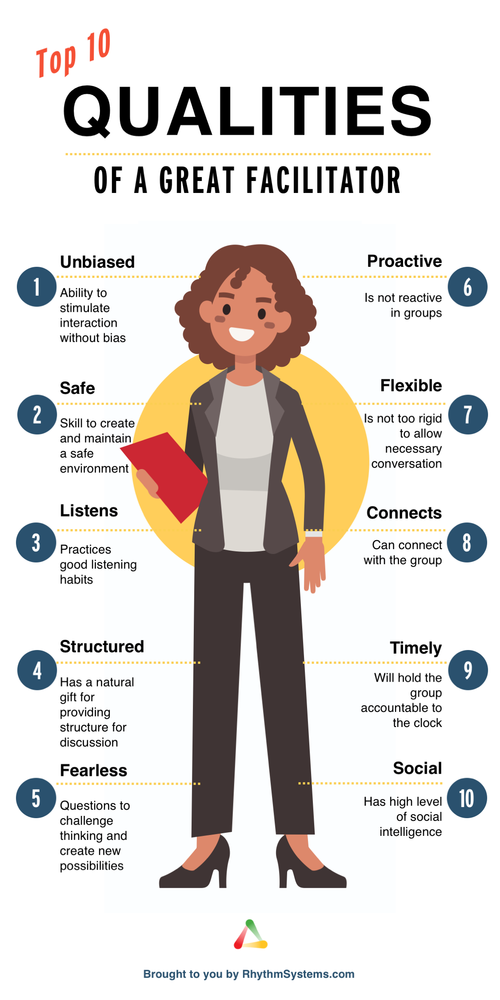 Top 10
QUALITIES
OF A GREAT FACILITATOR
1
Unbiased
Ability to
stimulate
interaction
without bias
2
Safe
Skill to create
and maintain
a safe
environment
3
Listens
Practices
good listening
habits
4
Structured
Has a natural
gift for
providing
structure for
discussion
5
Fearless
Questions to
challenge
thinking and
create new
possibilities
6
Proactive
Is not reactive
in groups
7
Flexible
Is not too rigid
to allow
necessary
conversation
8
Connects
Can connect
with the group
9
Timely
Will hold the
group
accountable to
the clock
10
Social
Has high level
of social
intelligence
Brought to you by RhythmSystems.com